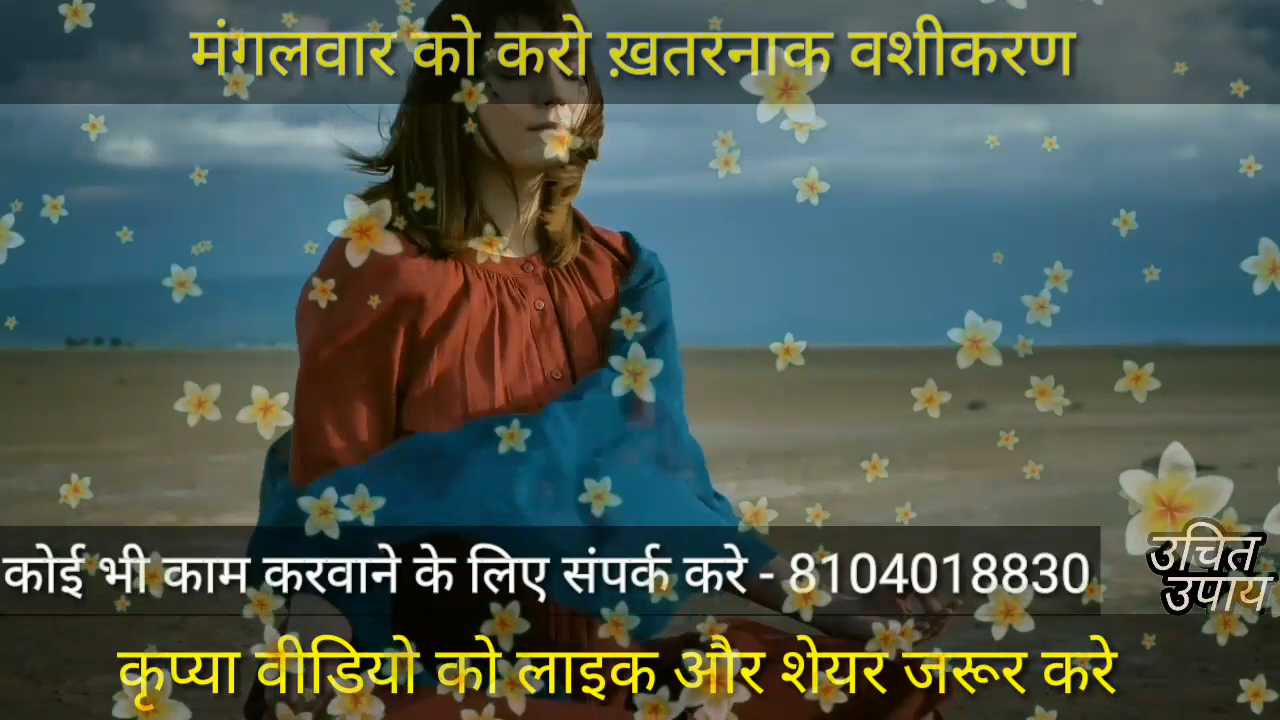 मंगलवार को करो ख़तरनाक वशीकरण
कोई भी काम करवाने के लिए संपर्क करे - 8104018830
उचित
उपाय
कृप्या वीडियो को लाइक और शेयर जरूर करे